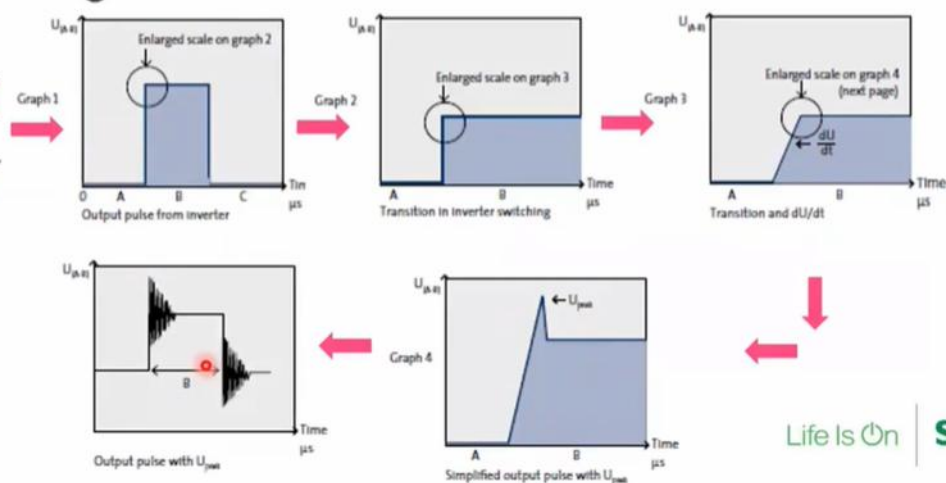 U(A-B)
Enlarged scale on graph 2
Graph 1
0 A B C
Tin
µs
Output pulse from inverter
U(A-B)
Enlarged scale on graph 3
Graph 2
A B
Time
µs
Transition in inverter switching
U(A-B)
Enlarged scale on graph 4
(next page)
Graph 3
dU
dt
A B
Time
µs
Transition and dU/dt
U(A-B)
B
Time
µs
Output pulse with Upeak
U(A-B)
Upeak
Graph 4
A B
Time
µs
Simplified output pulse with Upeak
Life Is On
S